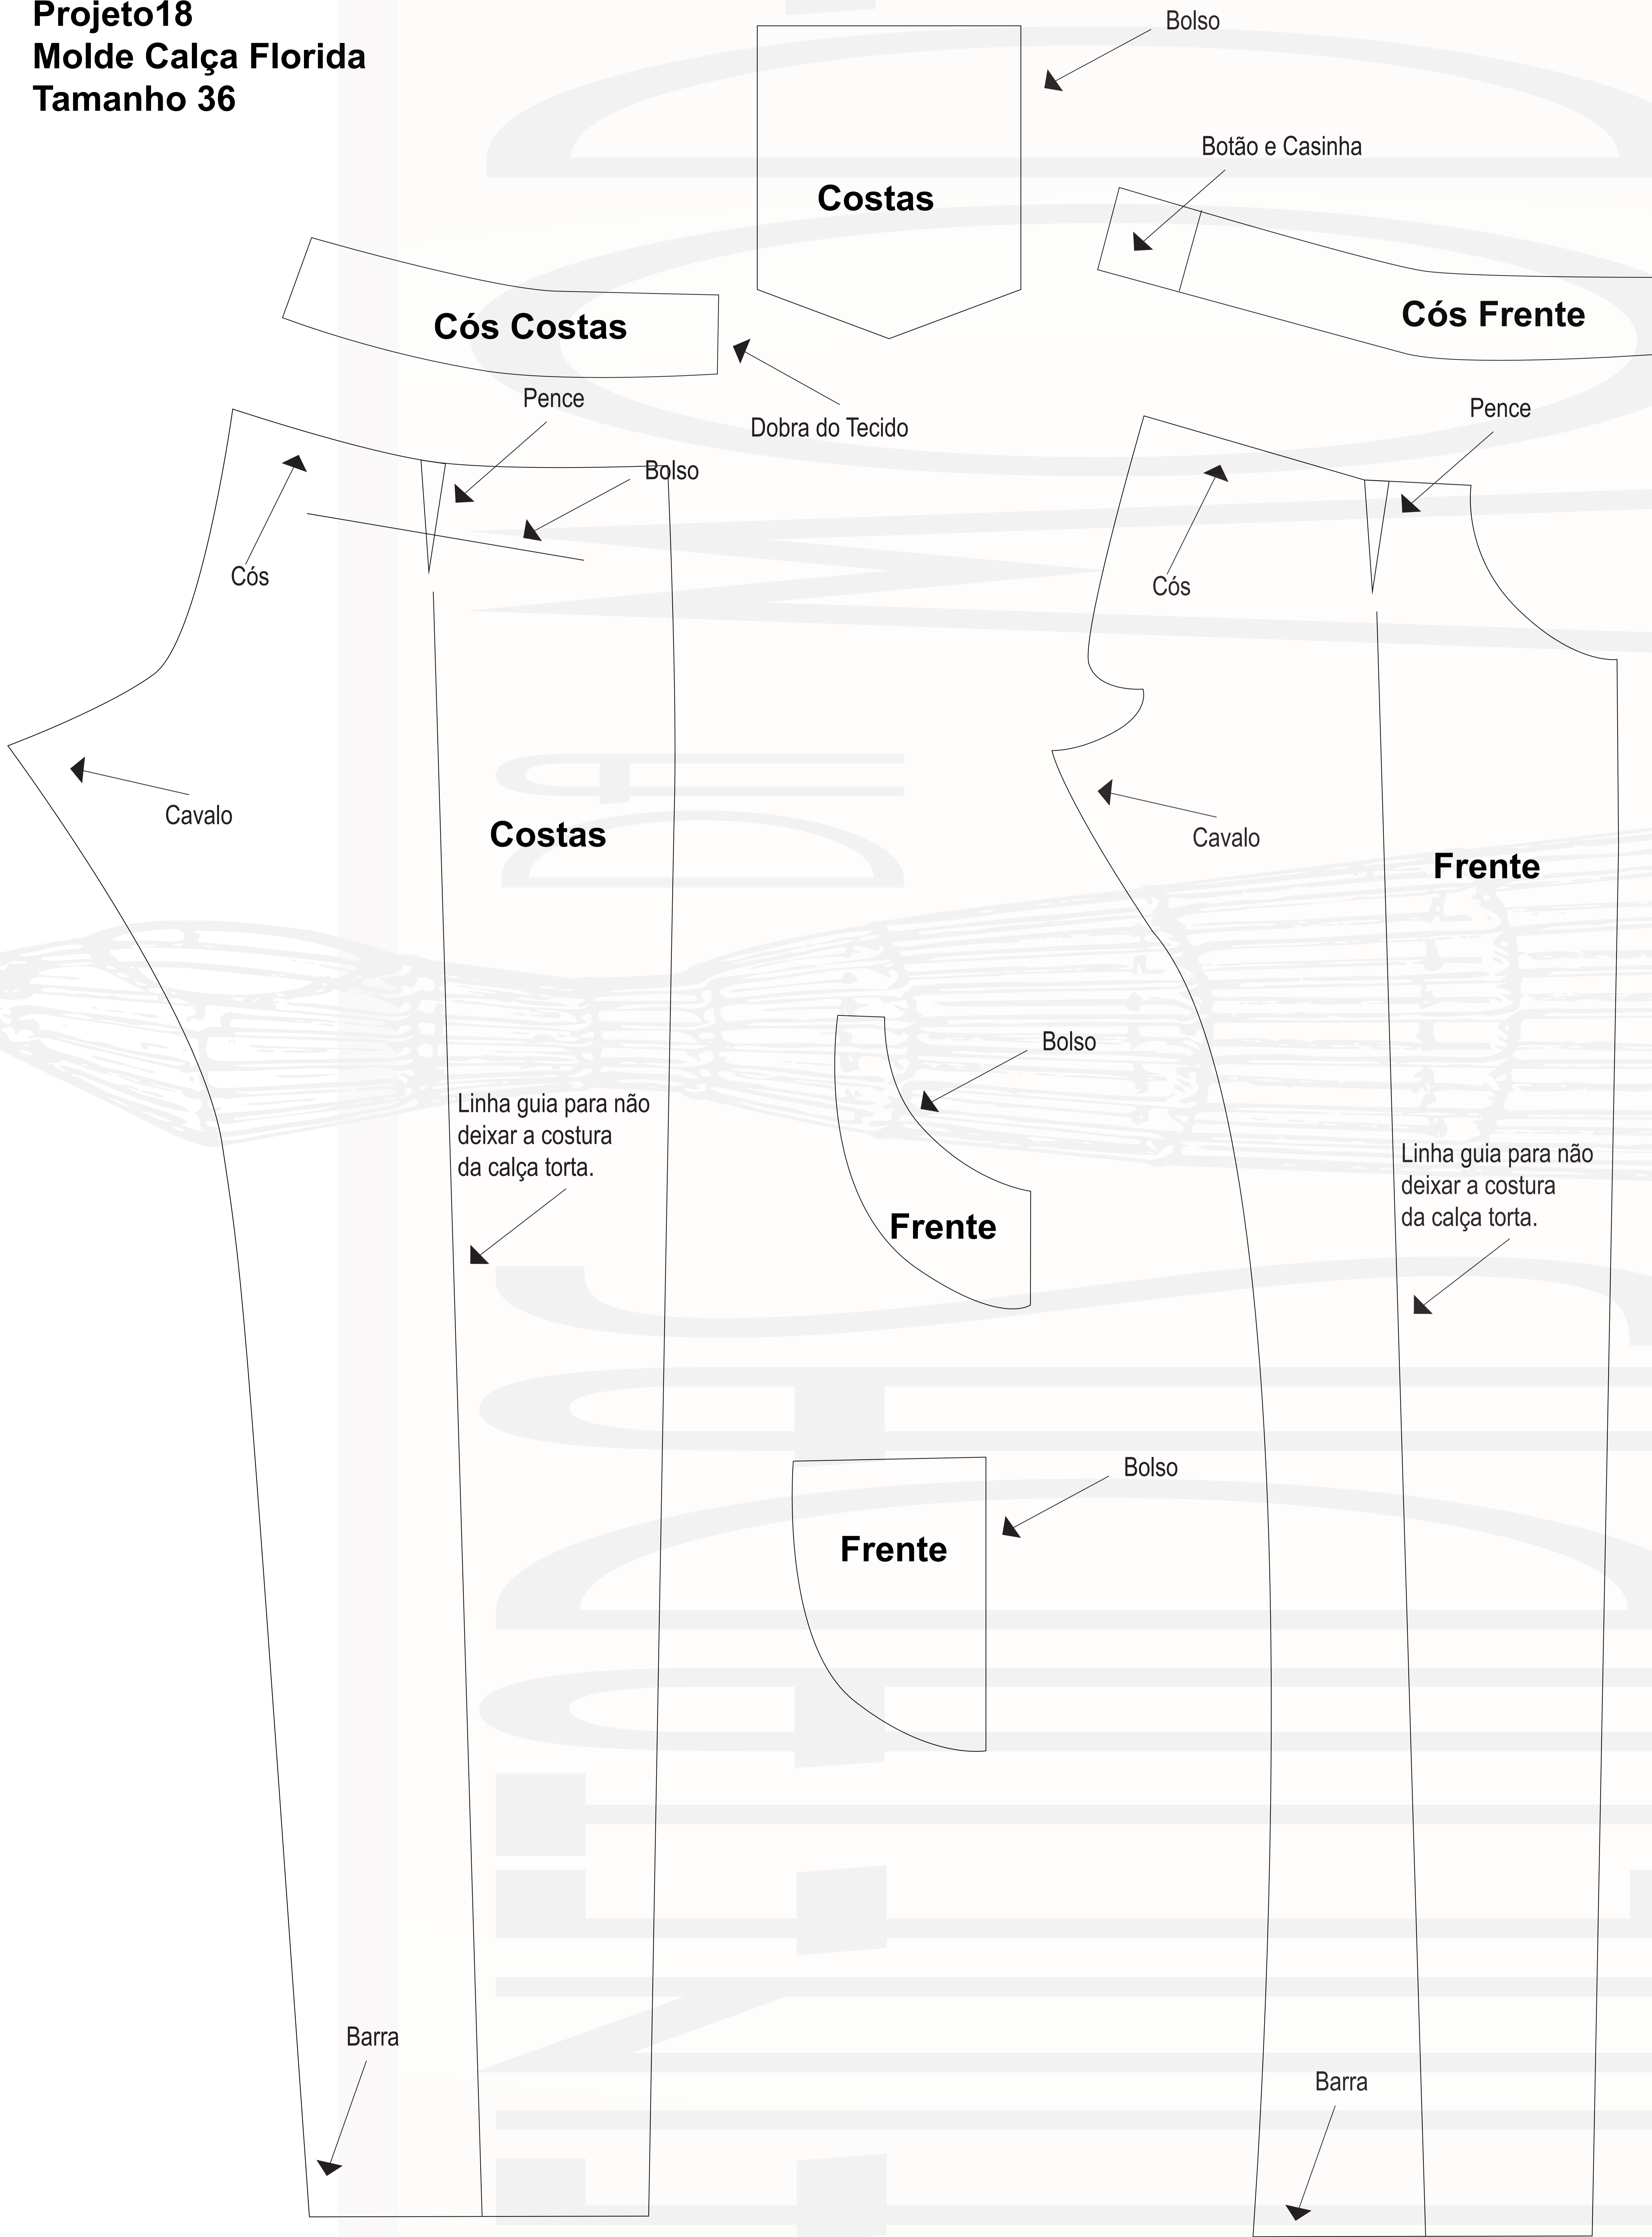 Projeto18
Molde Calça Florida
Tamanho 36
Bolso
Costas
Botão e Casinha
Cós Costas
Cós Frente
Dobra do Tecido
Pence
Bolso
Cós
Pence
Cós
Cavalo
Costas
Cavalo
Frente
Linha guia para não
deixar a costura
da calça torta.
Bolso
Frente
Linha guia para não
deixar a costura
da calça torta.
Bolso
Frente
Barra
Barra